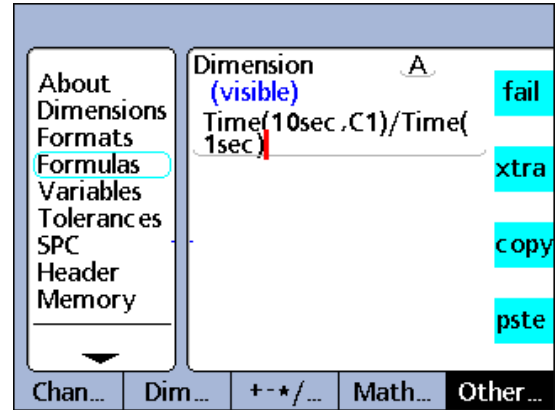 About
Dimensions
Formats
Formulas
Variables
Tolerances
SPC
Header
Memory
Dimension A
(visible)
Time(10sec,C1)/Time(
1sec)
fail
xtra
copy
pste
Chan... Dim... +-*/... Math... Other...